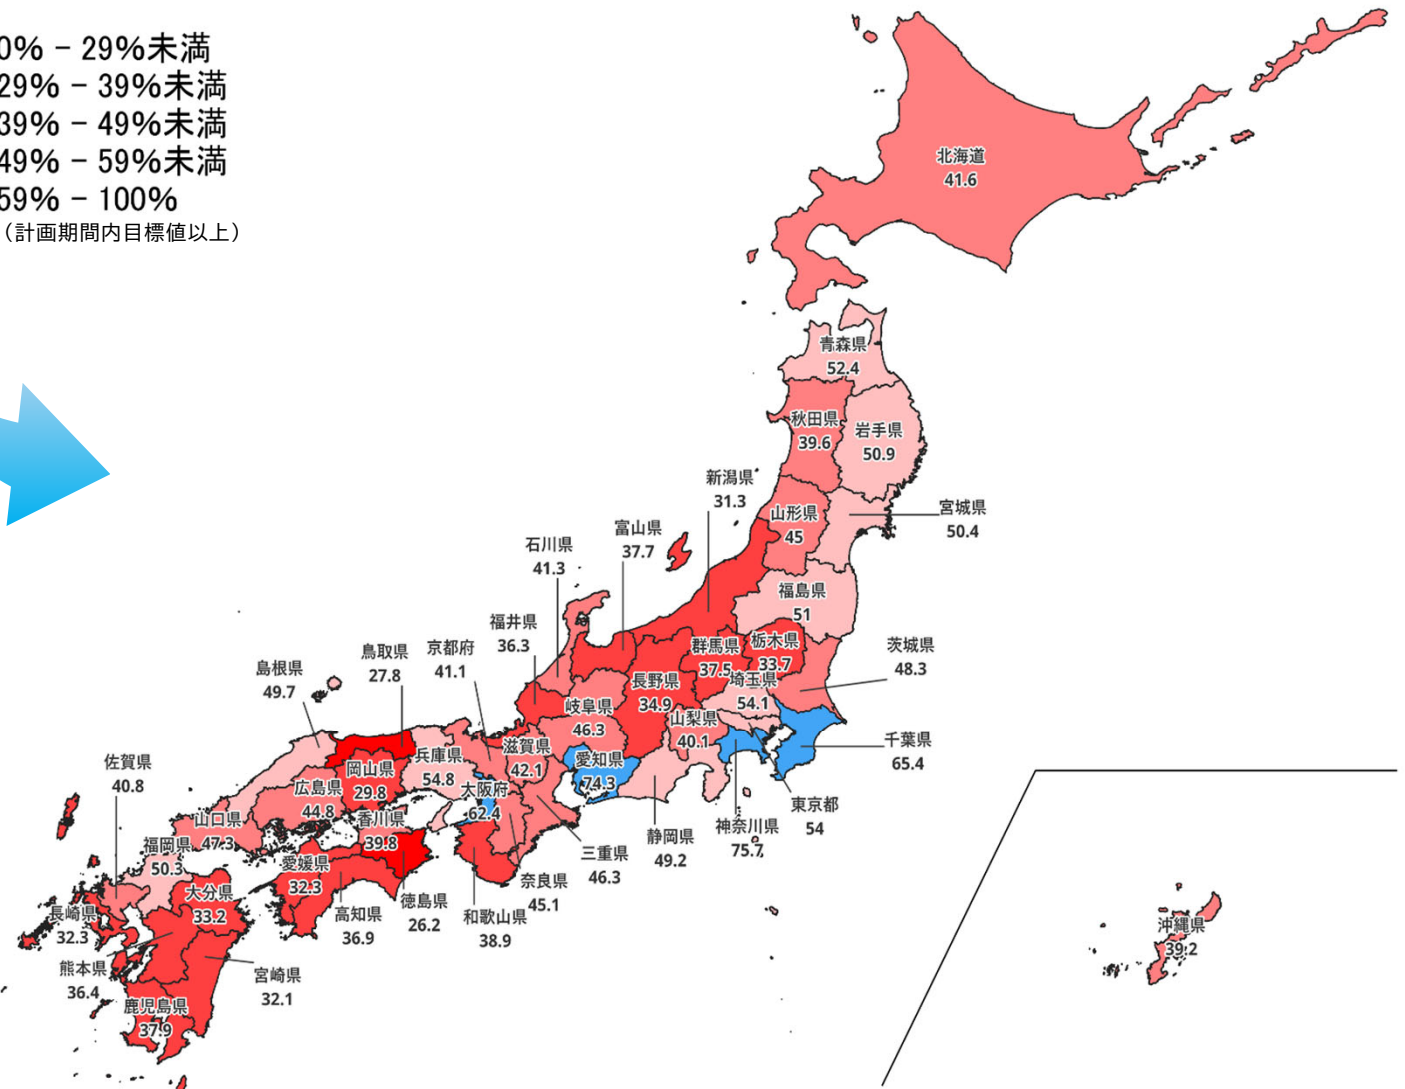 0% － 29%未満
29% － 39%未満
39% － 49%未満
49% － 59%未満
59% － 100%
（計画期間内目標値以上）
北海道
41.6
青森県
52.4
秋田県
39.6
岩手県
50.9
新潟県
31.3
山形県
45
宮城県
50.4
富山県
37.7
石川県
41.3
福島県
51
福井県
36.3
群馬県
37.5
栃木県
33.7
茨城県
48.3
京都府
41.1
鳥取県
27.8
島根県
49.7
長野県
34.9
埼玉県
54.1
岐阜県
46.3
山梨県
40.1
千葉県
65.4
滋賀県
42.1
兵庫県
54.8
愛知県
74.3
佐賀県
40.8
岡山県
29.8
広島県
44.8
大阪府
62.4
東京都
54
香川県
39.8
山口県
47.3
神奈川県
75.7
静岡県
49.2
福岡県
50.3
三重県
46.3
愛媛県
32.3
奈良県
45.1
大分県
33.2
徳島県
26.2
高知県
36.9
和歌山県
38.9
長崎県
32.3
沖縄県
39.2
熊本県
36.4
宮崎県
32.1
鹿児島県
37.9